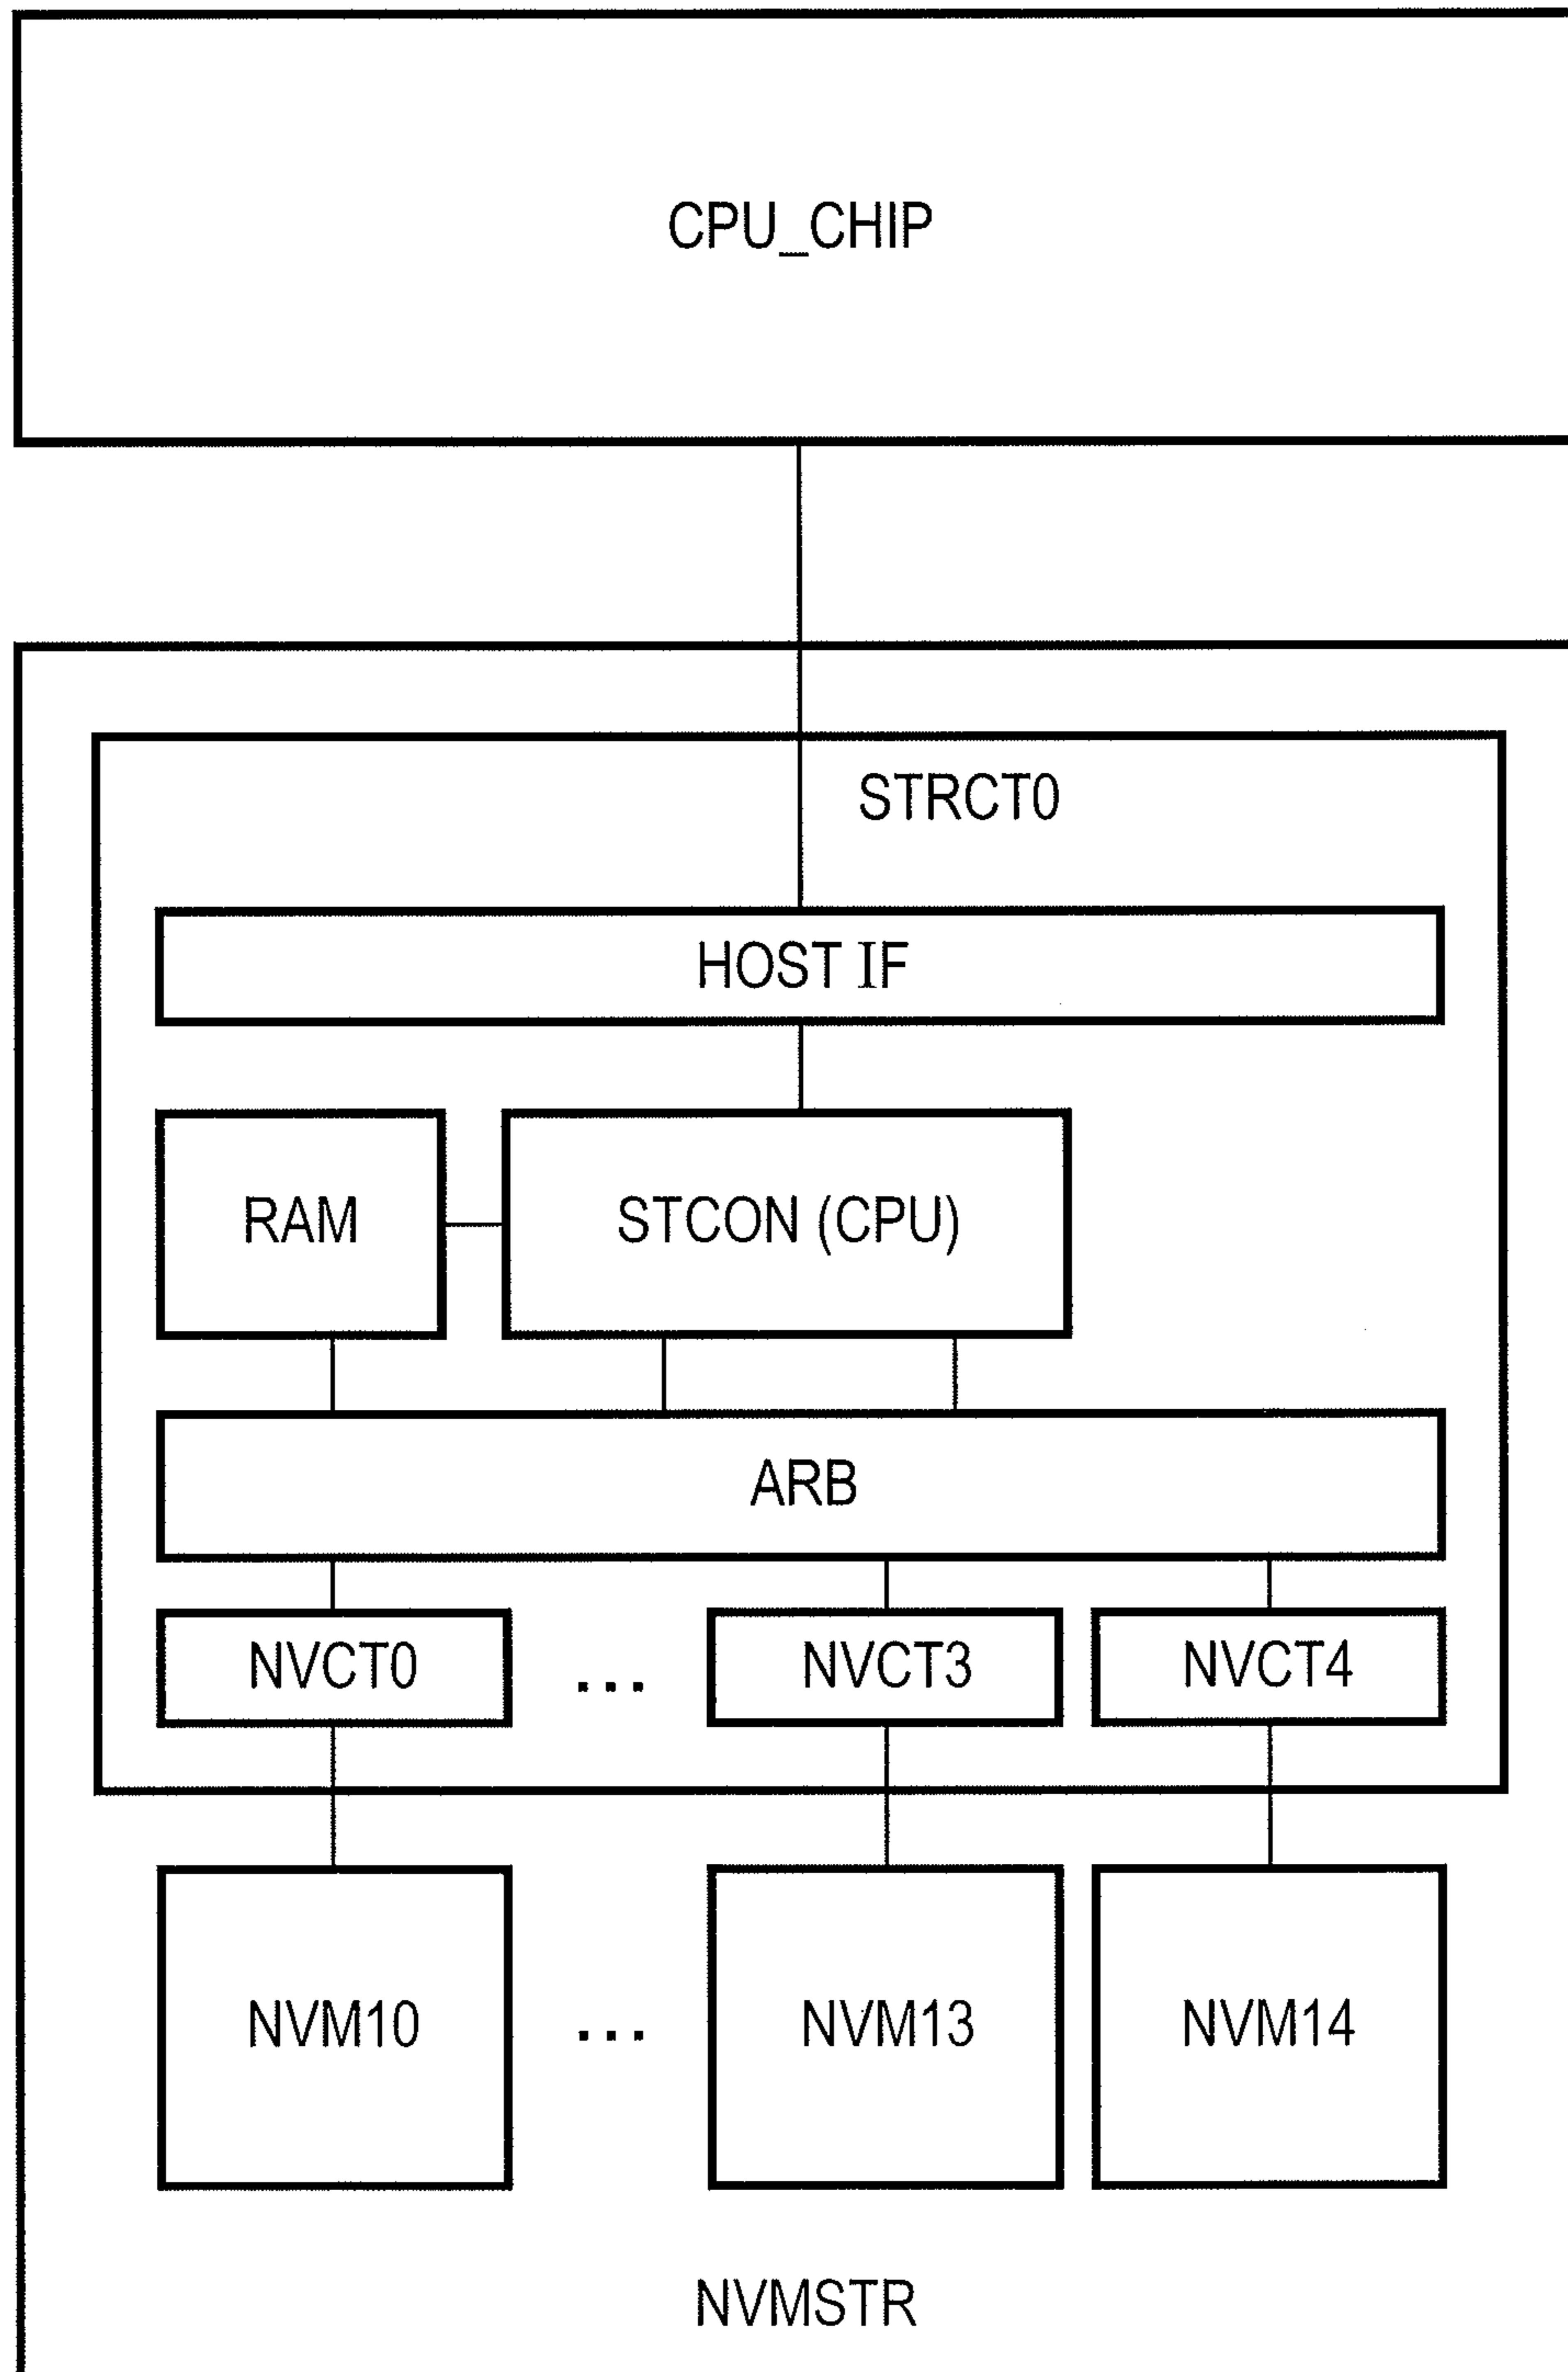 CPU_CHIP
STRCT0
HOST IF
RAM STCON (CPU)
ARB
NVCT0 ... NVCT3 NVCT4
NVM10 ... NVM13 NVM14
NVMSTR